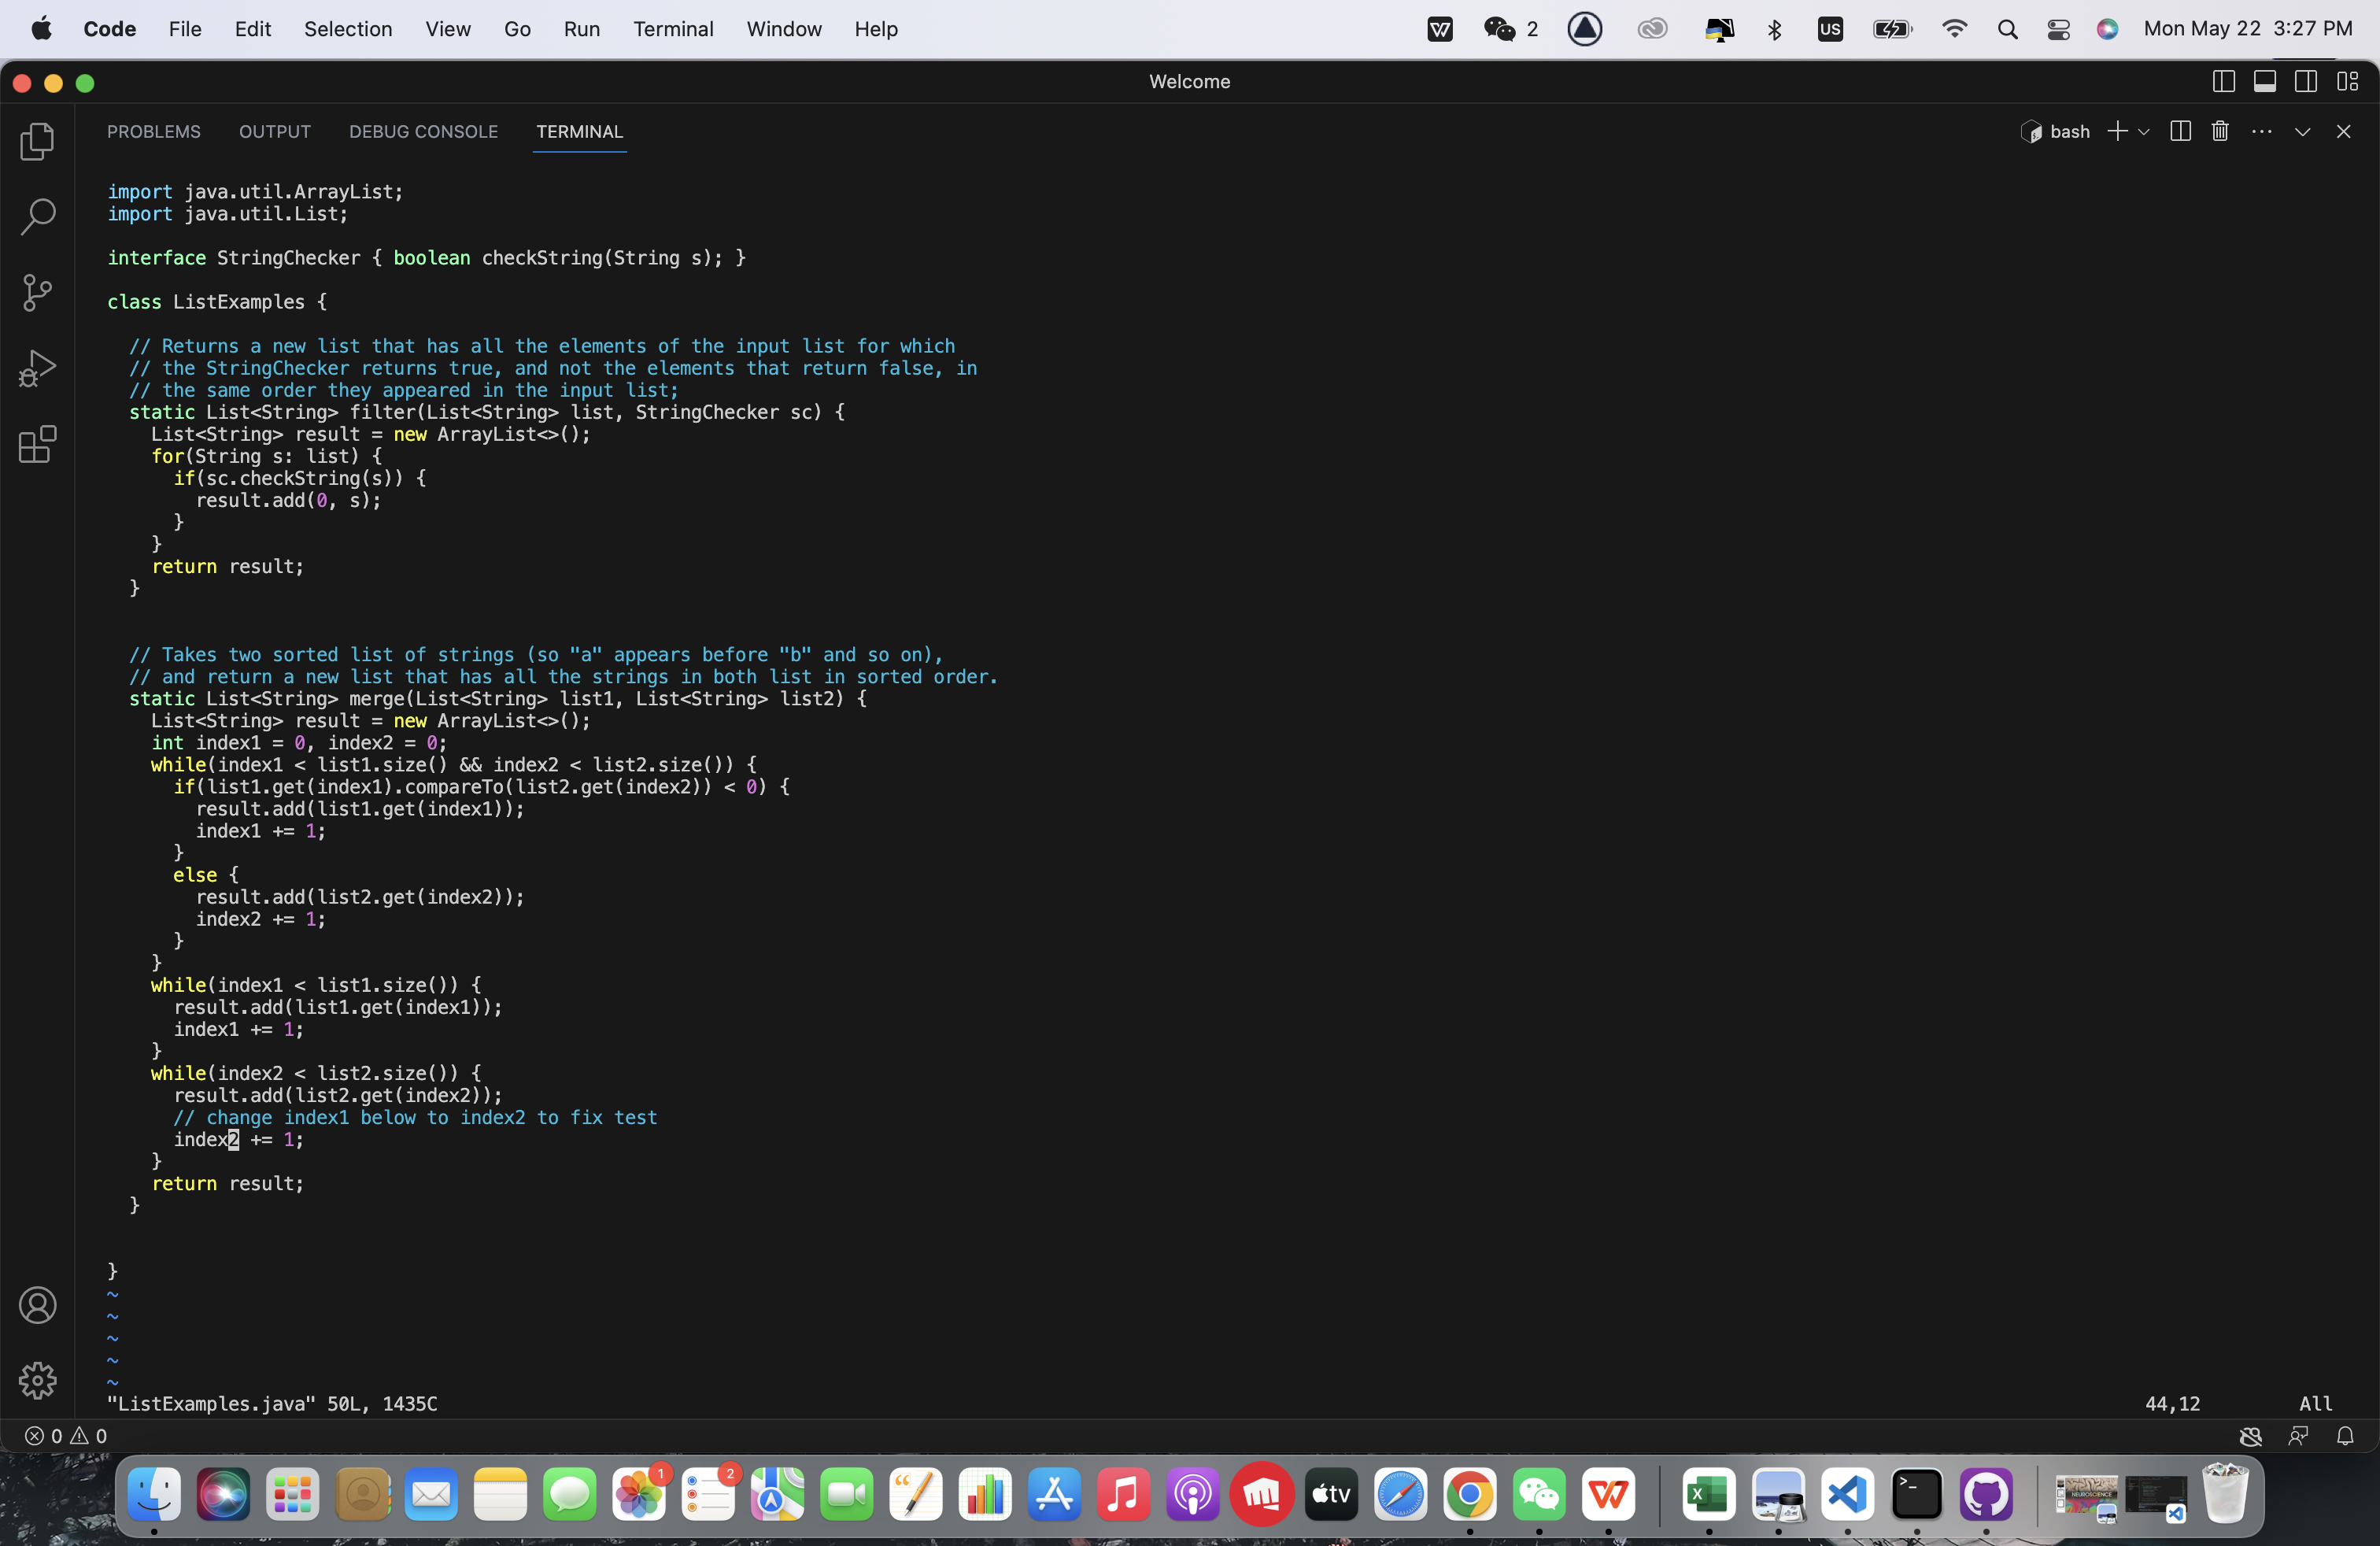 Code File Edit Selection View Go Run Terminal Window Help 2 US Mon May 22 3:27 PM
Welcome
PROBLEMS OUTPUT DEBUG CONSOLE TERMINAL bash
import java.util.ArrayList;
import java.util.List;
interface StringChecker { boolean checkString(String s); }
class ListExamples {
// Returns a new list that has all the elements of the input list for which
// the StringChecker returns true, and not the elements that return false, in
// the same order they appeared in the input list;
static List<String> filter(List<String> list, StringChecker sc) {
List<String> result = new ArrayList<>();
for(String s: list) {
if(sc.checkString(s)) {
result.add(0, s);
}
}
return result;
}
// Takes two sorted list of strings (so "a" appears before "b" and so on),
// and return a new list that has all the strings in both list in sorted order.
static List<String> merge(List<String> list1, List<String> list2) {
List<String> result = new ArrayList<>();
int index1 = 0, index2 = 0;
while(index1 < list1.size() && index2 < list2.size()) {
if(list1.get(index1).compareTo(list2.get(index2)) < 0) {
result.add(list1.get(index1));
index1 += 1;
}
else {
result.add(list2.get(index2));
index2 += 1;
}
}
while(index1 < list1.size()) {
result.add(list1.get(index1));
index1 += 1;
}
while(index2 < list2.size()) {
result.add(list2.get(index2));
// change index1 below to index2 to fix test
index2 += 1;
}
return result;
}
}
~
~
~
~
~
"ListExamples.java" 50L, 1435C 44,12 All
0 0
1 2 tv X NEUROSCIENCE